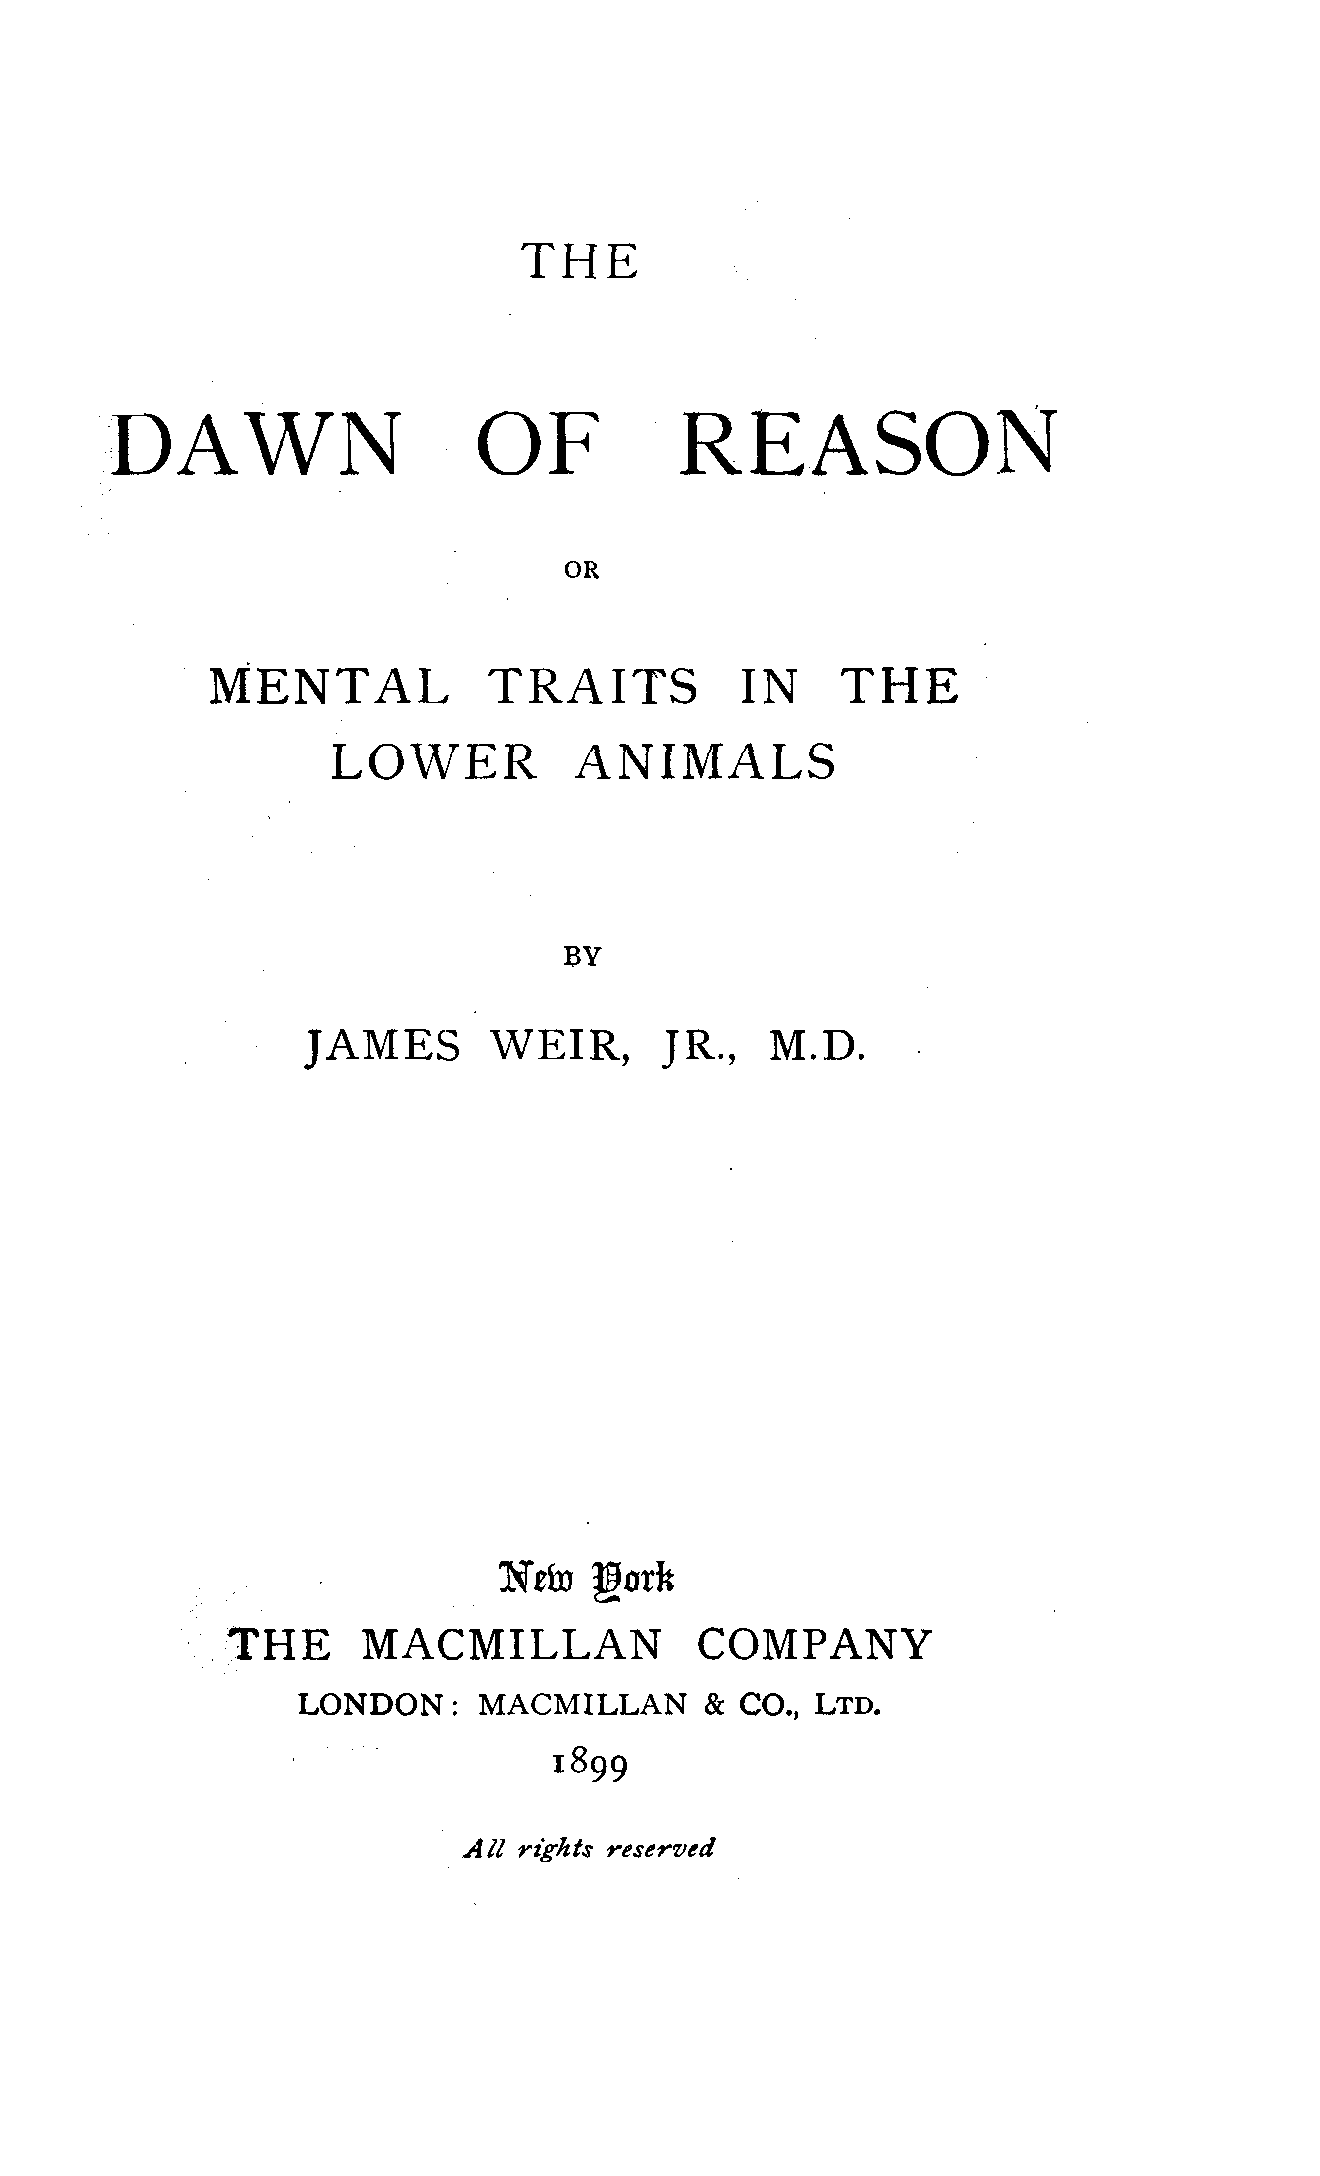 THE
DAWN OF REASON
OR
MENTAL TRAITS IN THE
LOWER ANIMALS
BY
JAMES WEIR, JR., M.D.
New York
THE MACMILLAN COMPANY
LONDON: MACMILLAN & CO., LTD.
1899
All rights reserved